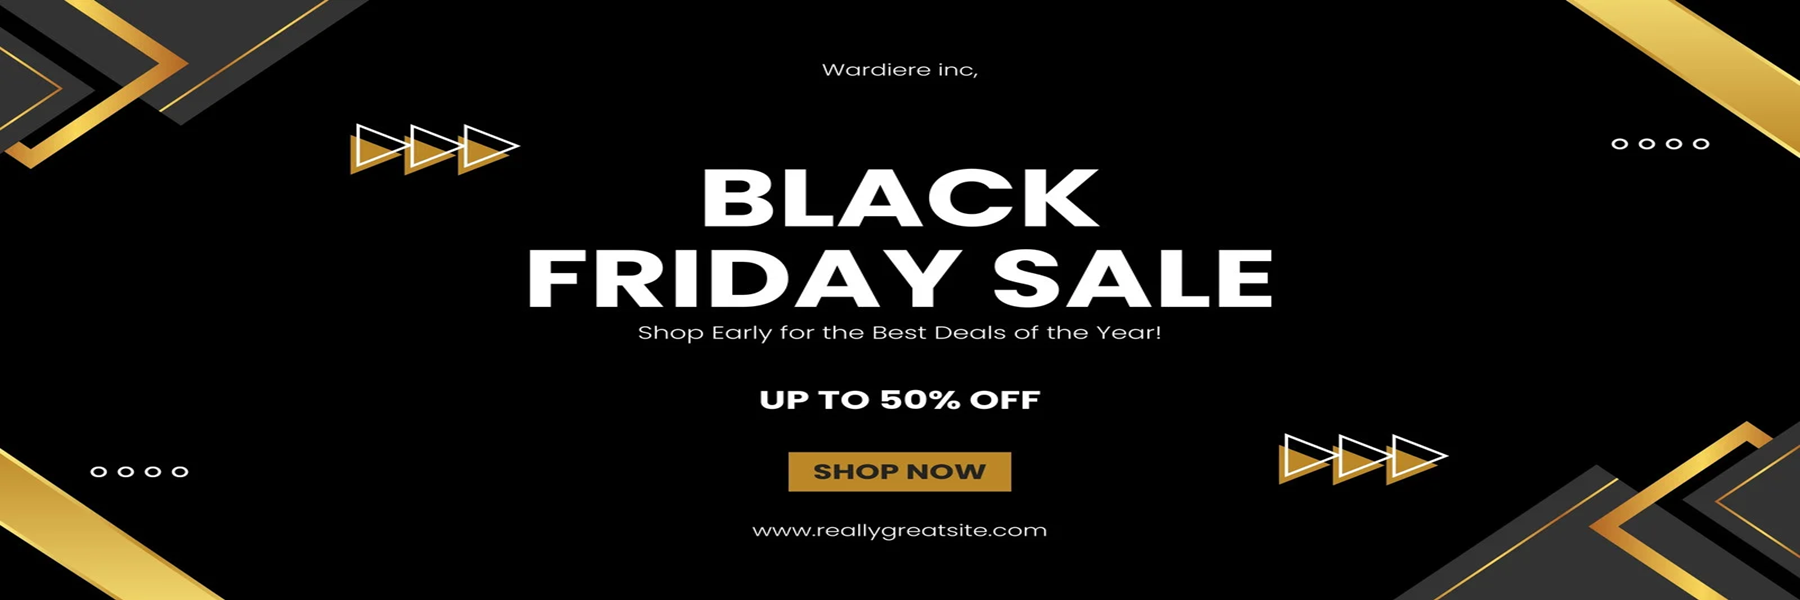 Wardiere inc,
BLACK
FRIDAY SALE
Shop Early for the Best Deals of the Year!
UP TO 50% OFF
SHOP NOW
www.reallygreatsite.com